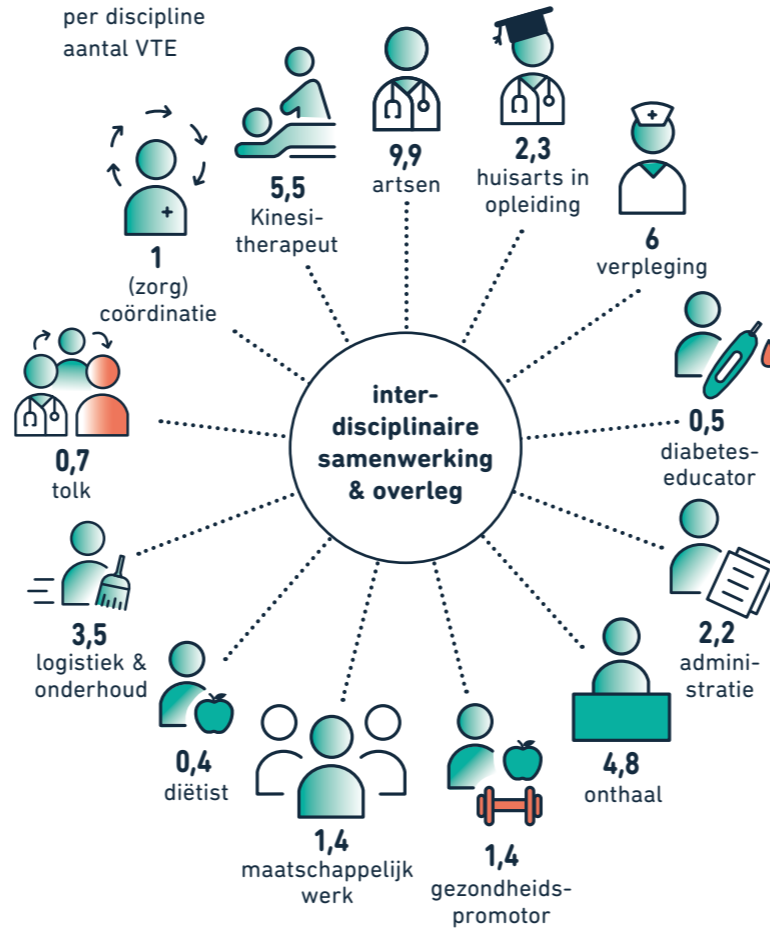 per discipline
aantal VTE
9,9
artsen
2,3
huisarts in
opleiding
6
verpleging
0,5
diabetes-
educator
2,2
admini-
stratie
4,8
onthaal
1,4
gezondheids-
promotor
1,4
maatschappelijk
werk
0,4
diëtist
3,5
logistiek &
onderhoud
0,7
tolk
1
(zorg)
coördinatie
5,5
Kinesi-
therapeut
inter-
disciplinaire
samenwerking
& overleg